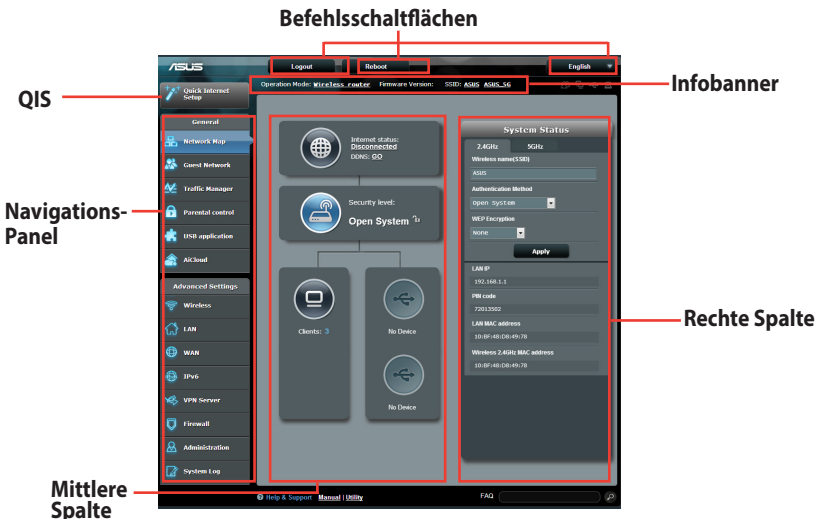 Befehlsschaltflächen
ASUS
Logout
Reboot
English
Operation Mode: Wireless router Firmware Version: SSID: ASUS ASUS_5G
Infobanner
QIS
Quick Internet
Setup
General
Network Map
Guest Network
Traffic Manager
Parental control
USB application
AiCloud
Navigations-
Panel
Advanced Settings
Wireless
LAN
WAN
IPv6
VPN Server
Firewall
Administration
System Log
Internet status:
Disconnected
DDNS: GO
Security level:
Open System
Clients: 3
No Device
No Device
System Status
2.4GHz 5GHz
Wireless name(SSID)
ASUS
Authentication Method
Open System
WEP Encryption
None
Apply
LAN IP
192.168.1.1
PIN code
72013502
LAN MAC address
10:BF:48:D8:49:78
Wireless 2.4GHz MAC address
10:BF:48:D8:49:78
Rechte Spalte
Mittlere
Spalte
Help & Support Manual | Utility
FAQ